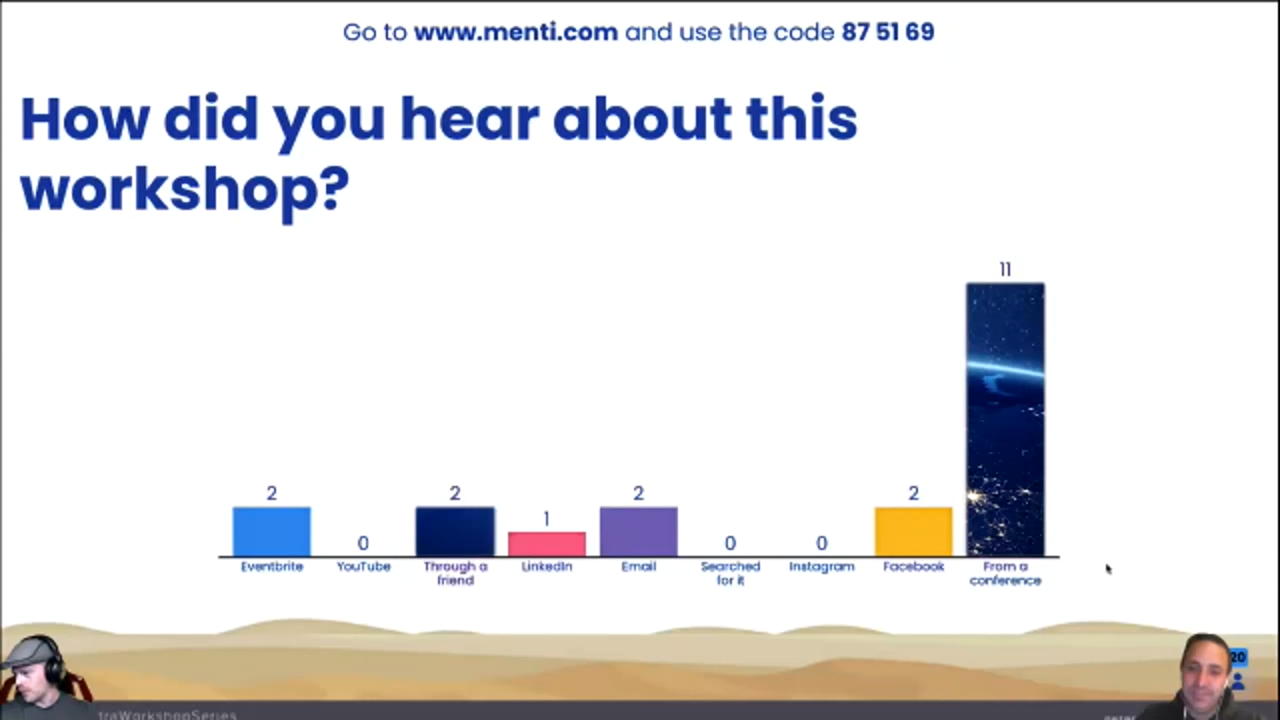 Go to www.menti.com and use the code 87 51 69
How did you hear about this
workshop?
11
2
0
2
1
2
0
0
2
Eventbrite
YouTube
Through a
friend
LinkedIn
Email
Searched
for it
Instagram
Facebook
From a
conference
20
traWorkshopSeries